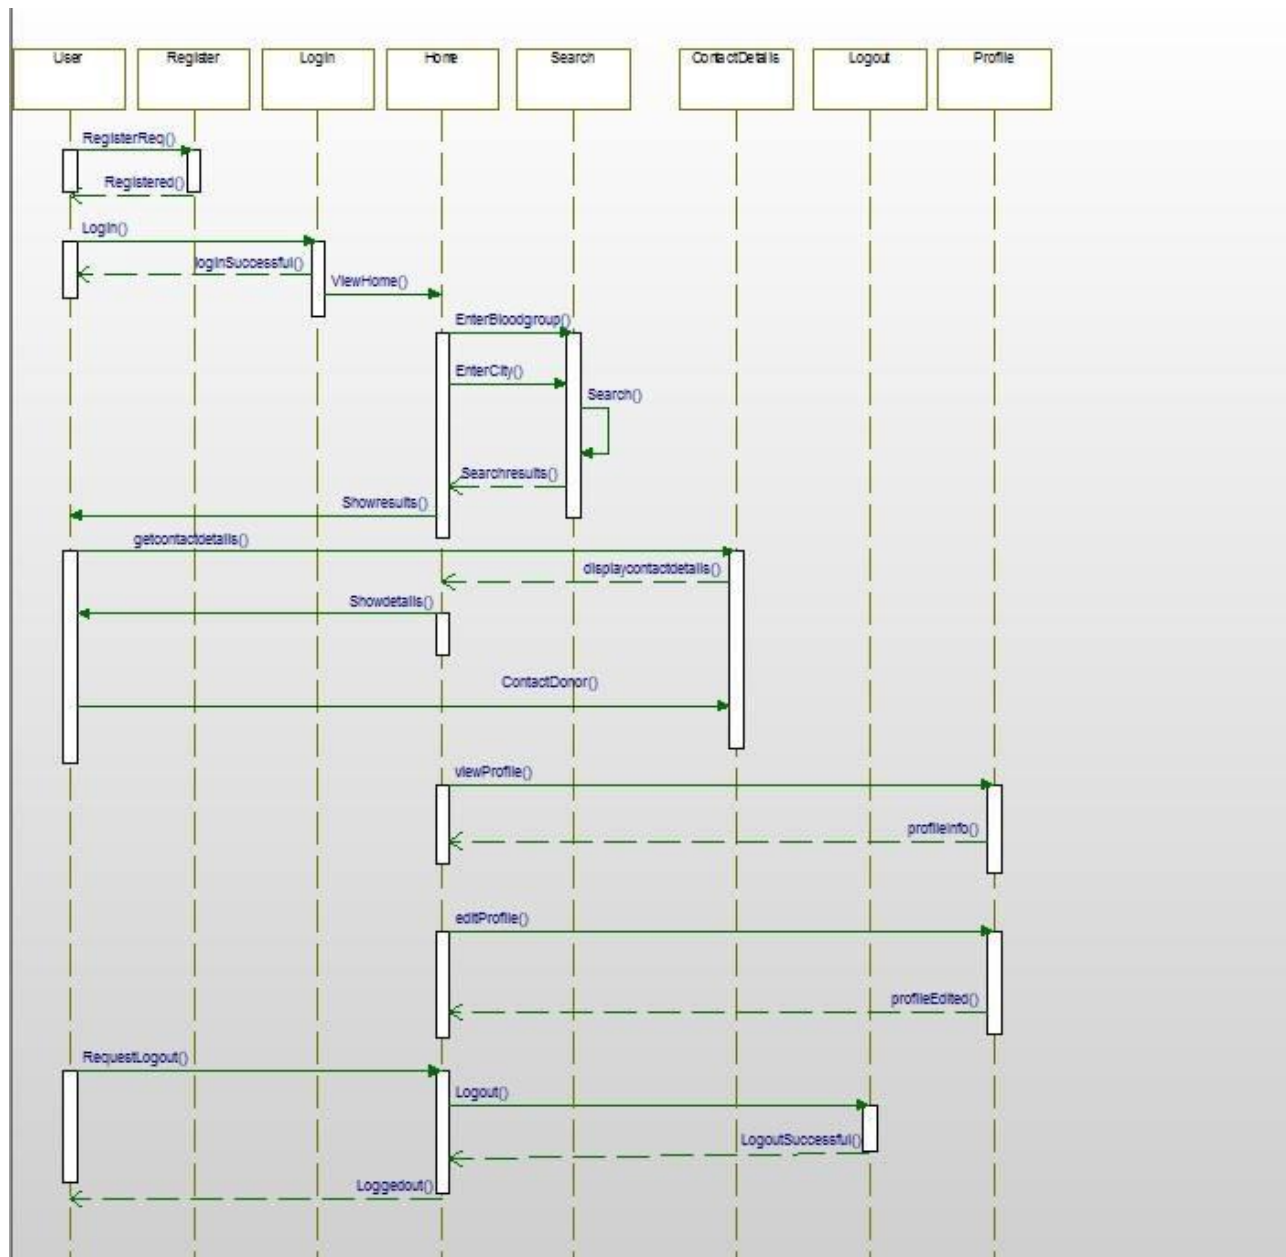 User
Register
Login
Home
Search
ContactDetails
Logout
Profile
RegisterReq()
Registered()
Login()
loginSuccessful()
ViewHome()
EnterBloodgroup()
EnterCity()
Search()
Searchresults()
Showresults()
getcontactdetails()
displaycontactdetails()
Showdetails()
ContactDonor()
viewProfile()
profileInfo()
editProfile()
profileEdited()
RequestLogout()
Logout()
LogoutSuccessful()
Loggedout()